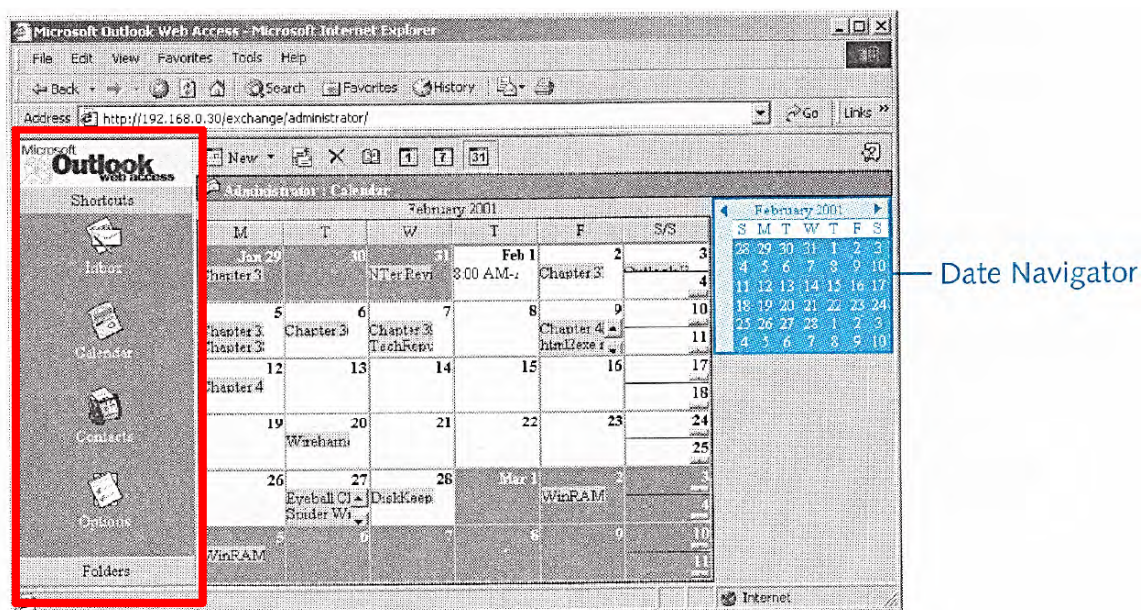 Microsoft Outlook Web Access - Microsoft Internet Explorer
File Edit View Favorites Tools Help
Back Search Favorites History
Address http://192.168.0.30/exchange/administrator/ Go Links »
Microsoft
Outlook
web access
New 1 7 31
Shortcuts
Administrator : Calendar
Inbox
Calendar
Contacts
Options
Folders
February 2001
M T W T F S/S
Jan 29 30 31 Feb 1 2 3
Chapter 3 NTer Revi 8:00 AM-: Chapter 3
4
5 6 7 8 9 10
Chapter 3 Chapter 3 Chapter 39 Chapter 4
Chapter 3 TechRepu 11
12 13 14 15 16 17
Chapter 4
18
19 20 21 22 23 24
25
26 27 28 Mar 1 2 3
Eyeball Cl DiskKeep WinRAM
Spider Wi 4
5 6 7 8 9 10
WinRAM 11
February 2001
S M T W T F S
28 29 30 31 1 2 3
4 5 6 7 8 9 10
11 12 13 14 15 16 17
18 19 20 21 22 23 24
25 26 27 28 1 2 3
4 5 6 7 8 9 10
Date Navigator
Internet